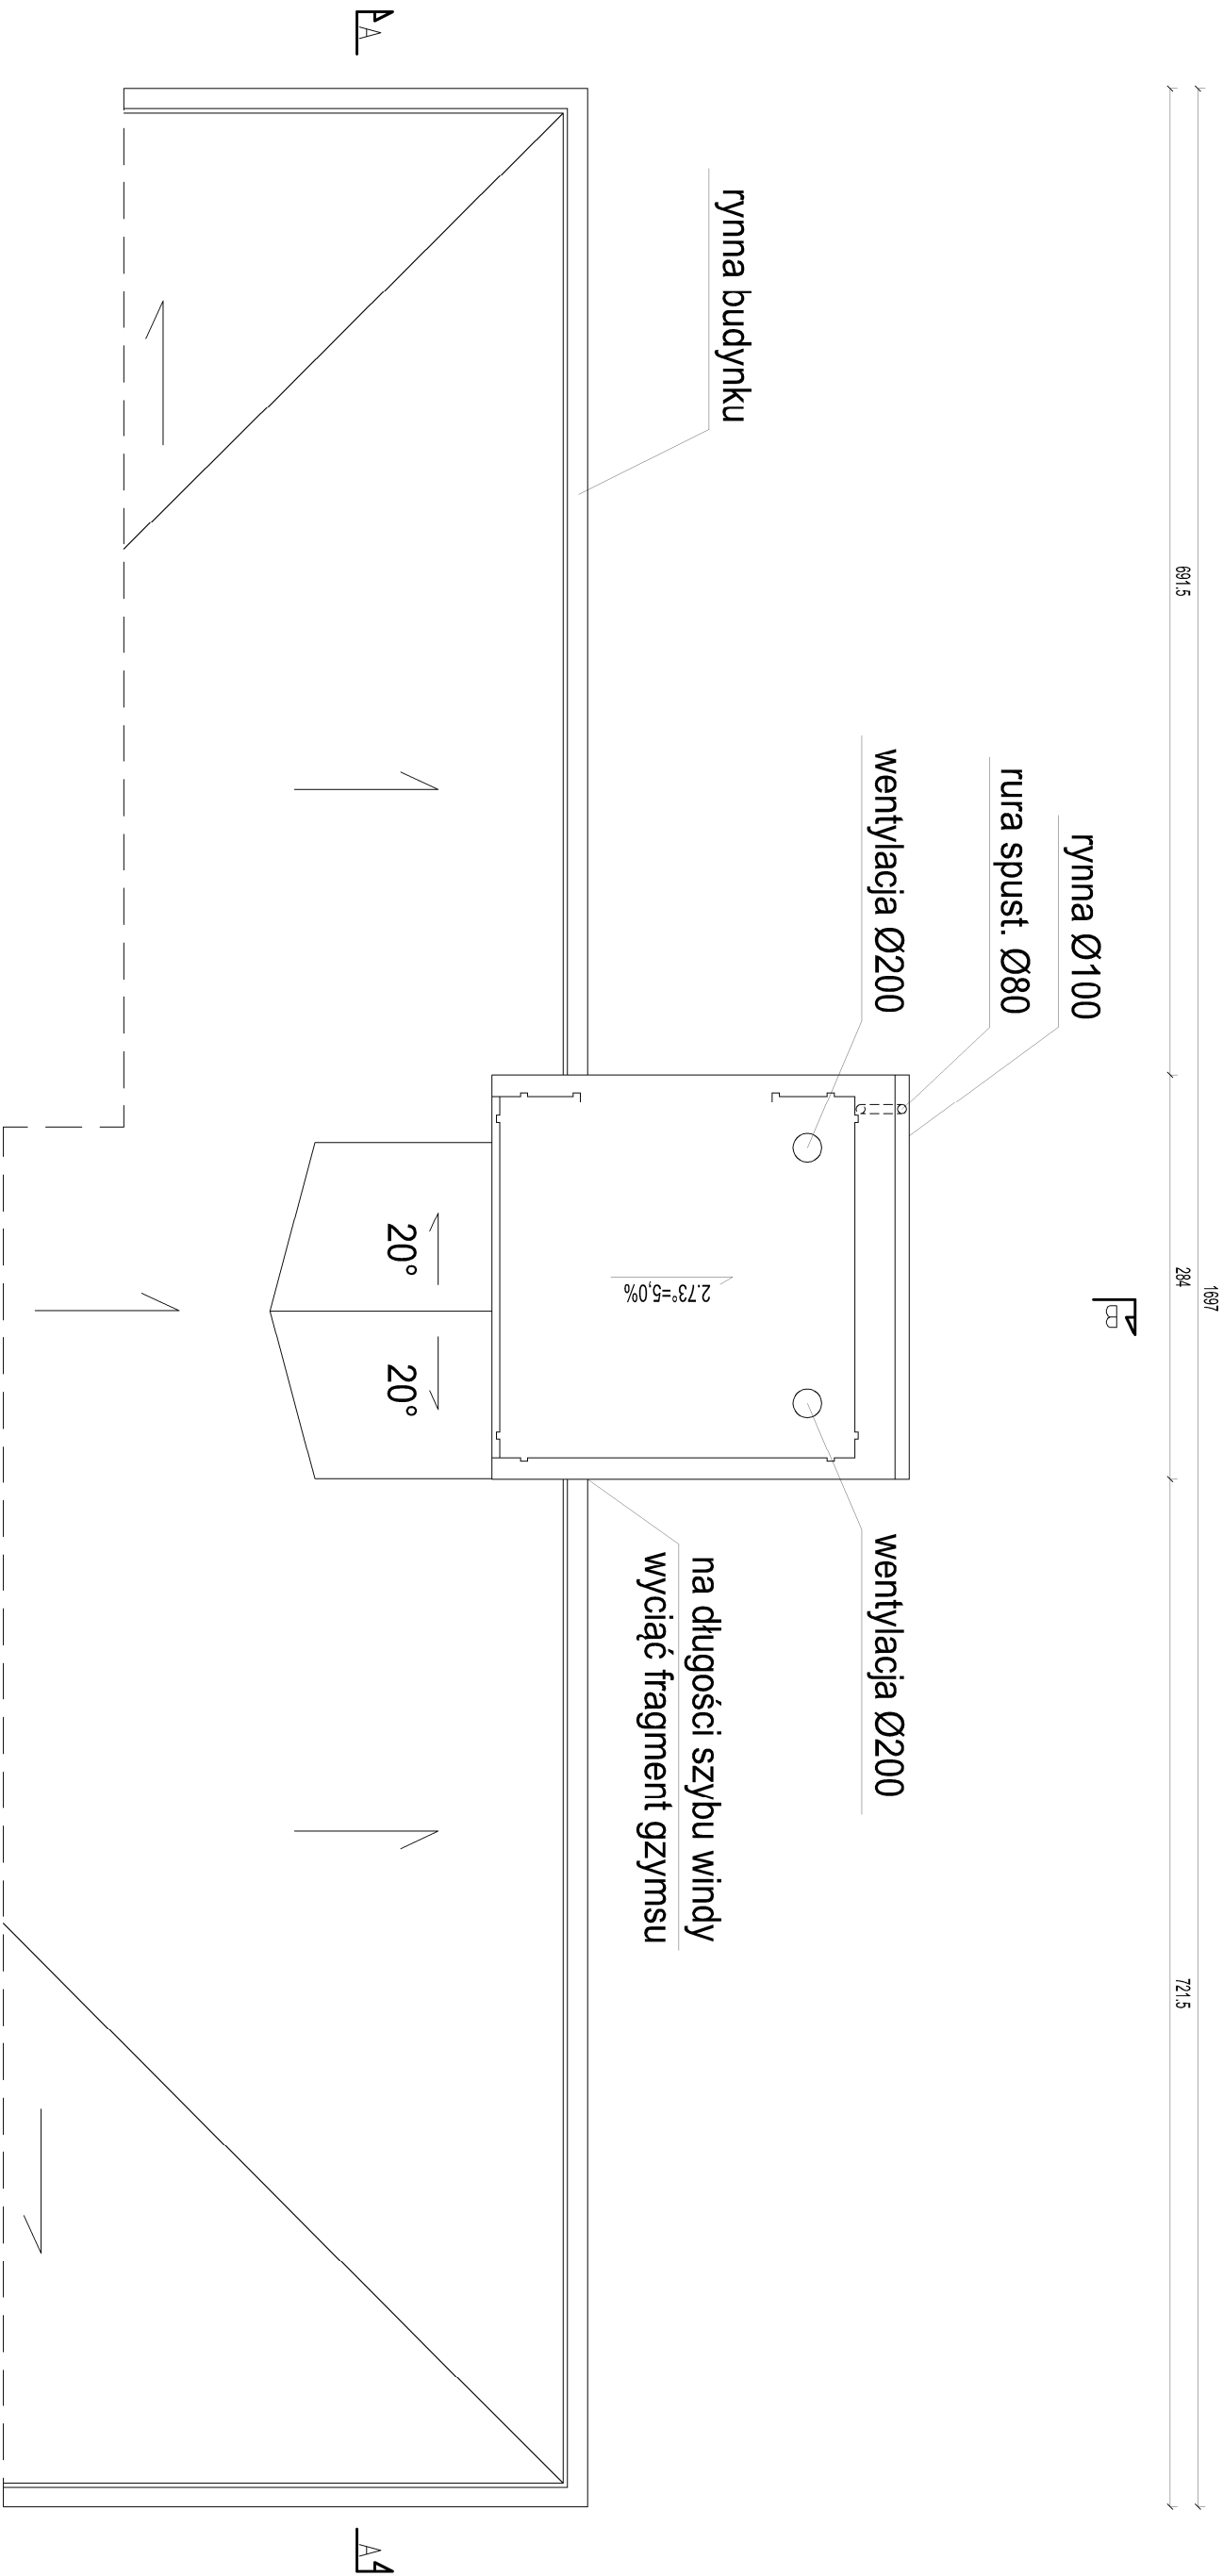 1697
691.5
284
721.5
B
rynna Ø100
rura spust. Ø80
wentylacja Ø200
wentylacja Ø200
rynna budynku
na długości szybu windy
wyciąć fragment gzymsu
2.73°=5,0%
20°
20°
A
A